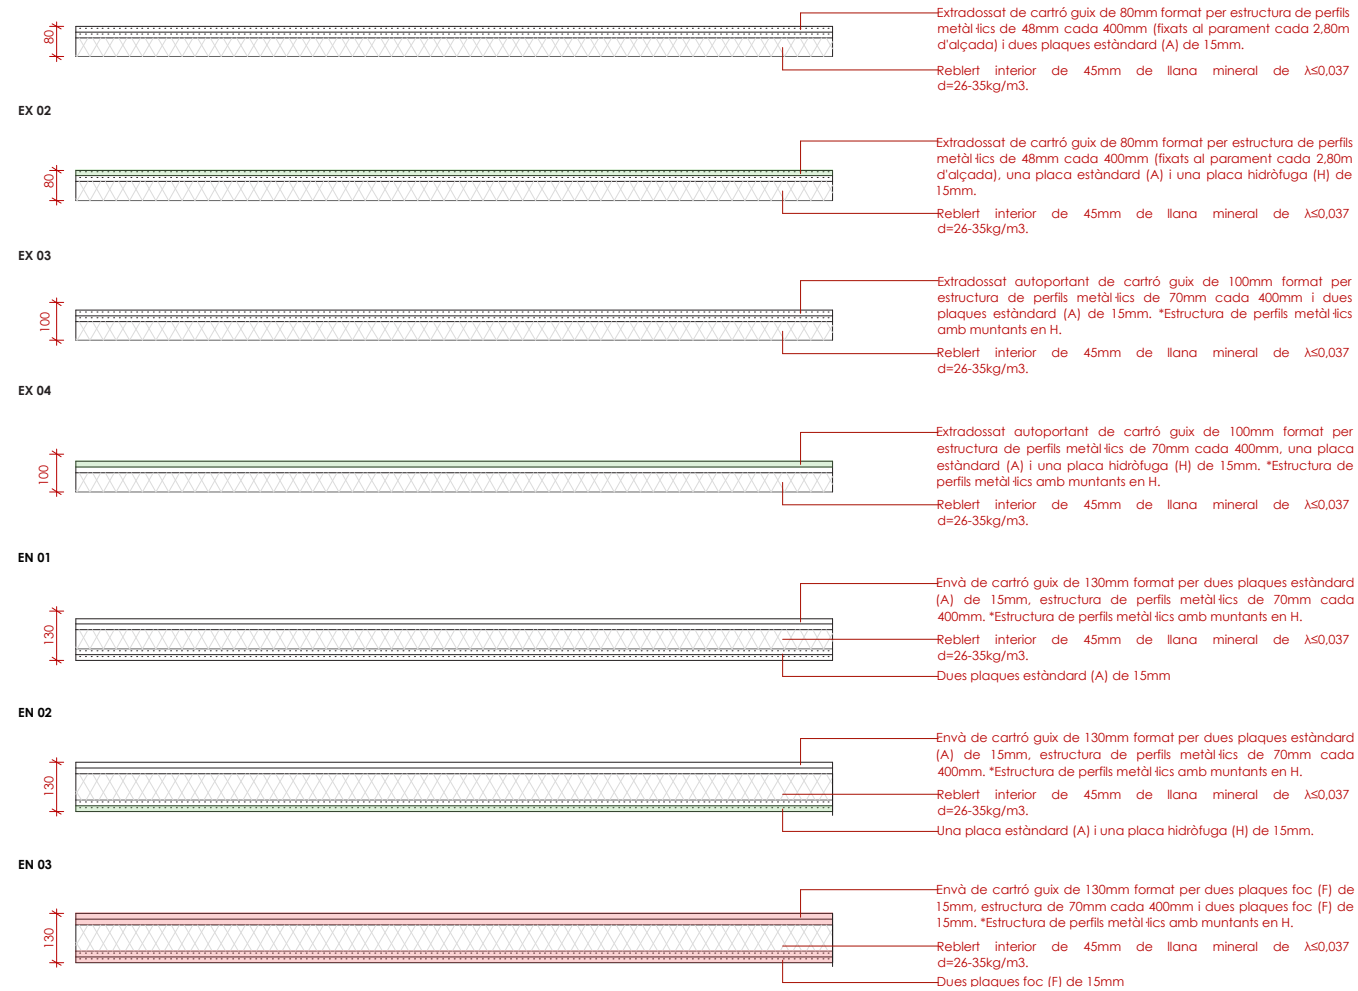 Extradossat de cartró guix de 80mm format per estructura de perfils
metàl·lics de 48mm cada 400mm (fixats al parament cada 2,80m
d'alçada) i dues plaques estàndard (A) de 15mm.
80
Reblert interior de 45mm de llana mineral de λ≤0,037
d=26-35kg/m3.
EX 02
Extradossat de cartró guix de 80mm format per estructura de perfils
metàl·lics de 48mm cada 400mm (fixats al parament cada 2,80m
d'alçada), una placa estàndard (A) i una placa hidròfuga (H) de
15mm.
80
Reblert interior de 45mm de llana mineral de λ≤0,037
d=26-35kg/m3.
EX 03
Extradossat autoportant de cartró guix de 100mm format per
estructura de perfils metàl·lics de 70mm cada 400mm i dues
plaques estàndard (A) de 15mm. *Estructura de perfils metàl·lics
amb muntants en H.
100
Reblert interior de 45mm de llana mineral de λ≤0,037
d=26-35kg/m3.
EX 04
Extradossat autoportant de cartró guix de 100mm format per
estructura de perfils metàl·lics de 70mm cada 400mm, una placa
estàndard (A) i una placa hidròfuga (H) de 15mm. *Estructura de
perfils metàl·lics amb muntants en H.
100
Reblert interior de 45mm de llana mineral de λ≤0,037
d=26-35kg/m3.
EN 01
Envà de cartró guix de 130mm format per dues plaques estàndard
(A) de 15mm, estructura de perfils metàl·lics de 70mm cada
400mm. *Estructura de perfils metàl·lics amb muntants en H.
130
Reblert interior de 45mm de llana mineral de λ≤0,037
d=26-35kg/m3.
Dues plaques estàndard (A) de 15mm
EN 02
Envà de cartró guix de 130mm format per dues plaques estàndard
(A) de 15mm, estructura de perfils metàl·lics de 70mm cada
400mm. *Estructura de perfils metàl·lics amb muntants en H.
130
Reblert interior de 45mm de llana mineral de λ≤0,037
d=26-35kg/m3.
Una placa estàndard (A) i una placa hidròfuga (H) de 15mm.
EN 03
Envà de cartró guix de 130mm format per dues plaques foc (F) de
15mm, estructura de 70mm cada 400mm i dues plaques foc (F) de
15mm. *Estructura de perfils metàl·lics amb muntants en H.
130
Reblert interior de 45mm de llana mineral de λ≤0,037
d=26-35kg/m3.
Dues plaques foc (F) de 15mm